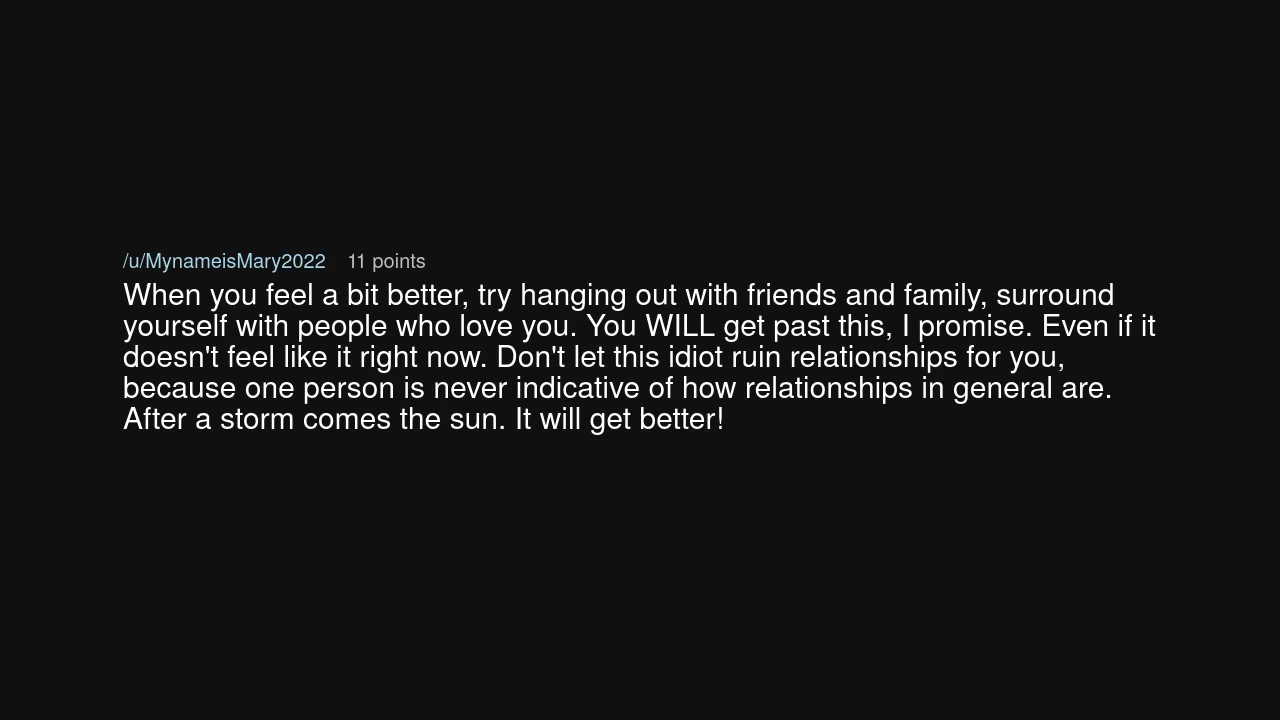 /u/MynameisMary2022 11 points
When you feel a bit better, try hanging out with friends and family, surround
yourself with people who love you. You WILL get past this, I promise. Even if it
doesn't feel like it right now. Don't let this idiot ruin relationships for you,
because one person is never indicative of how relationships in general are.
After a storm comes the sun. It will get better!